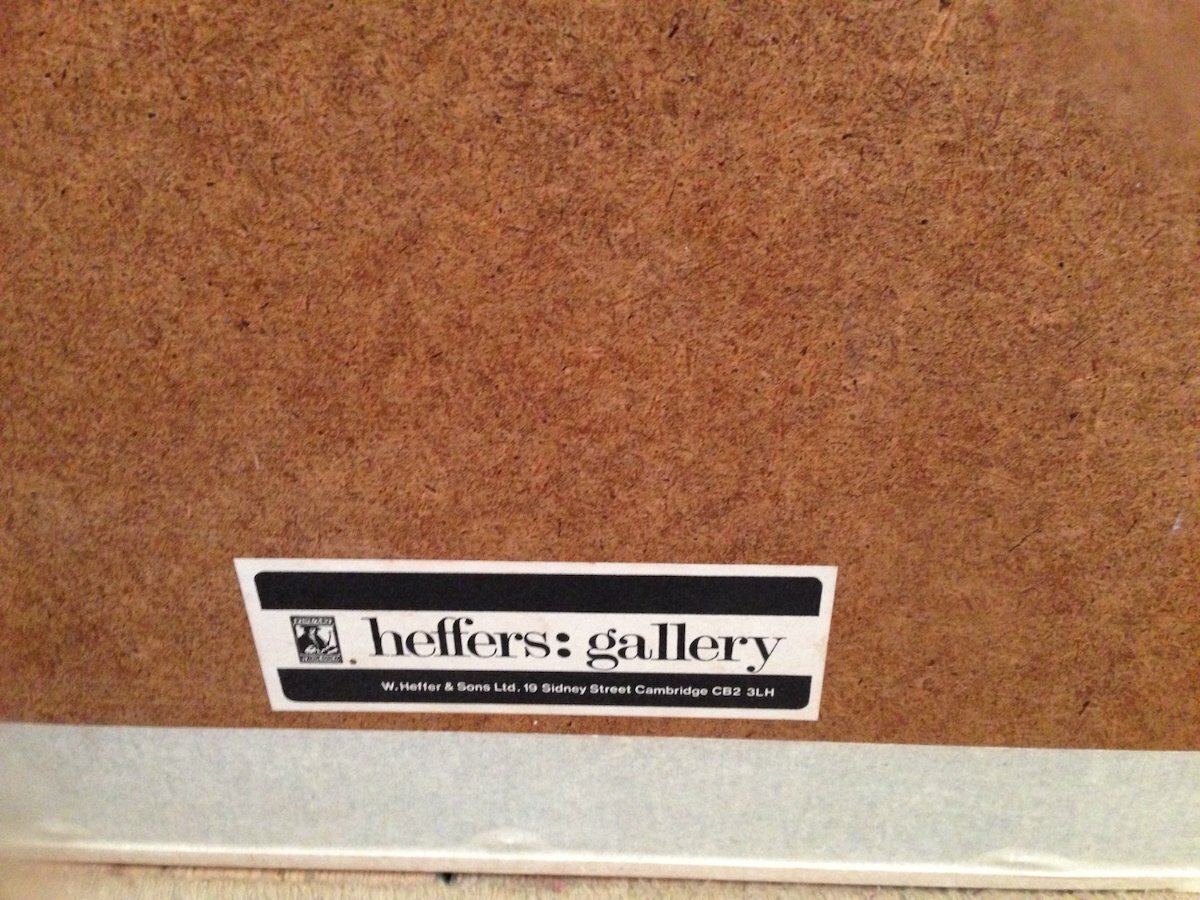 heffers: gallery
W. Heffer & Sons Ltd, 19 Sidney Street Cambridge CB2 3LH